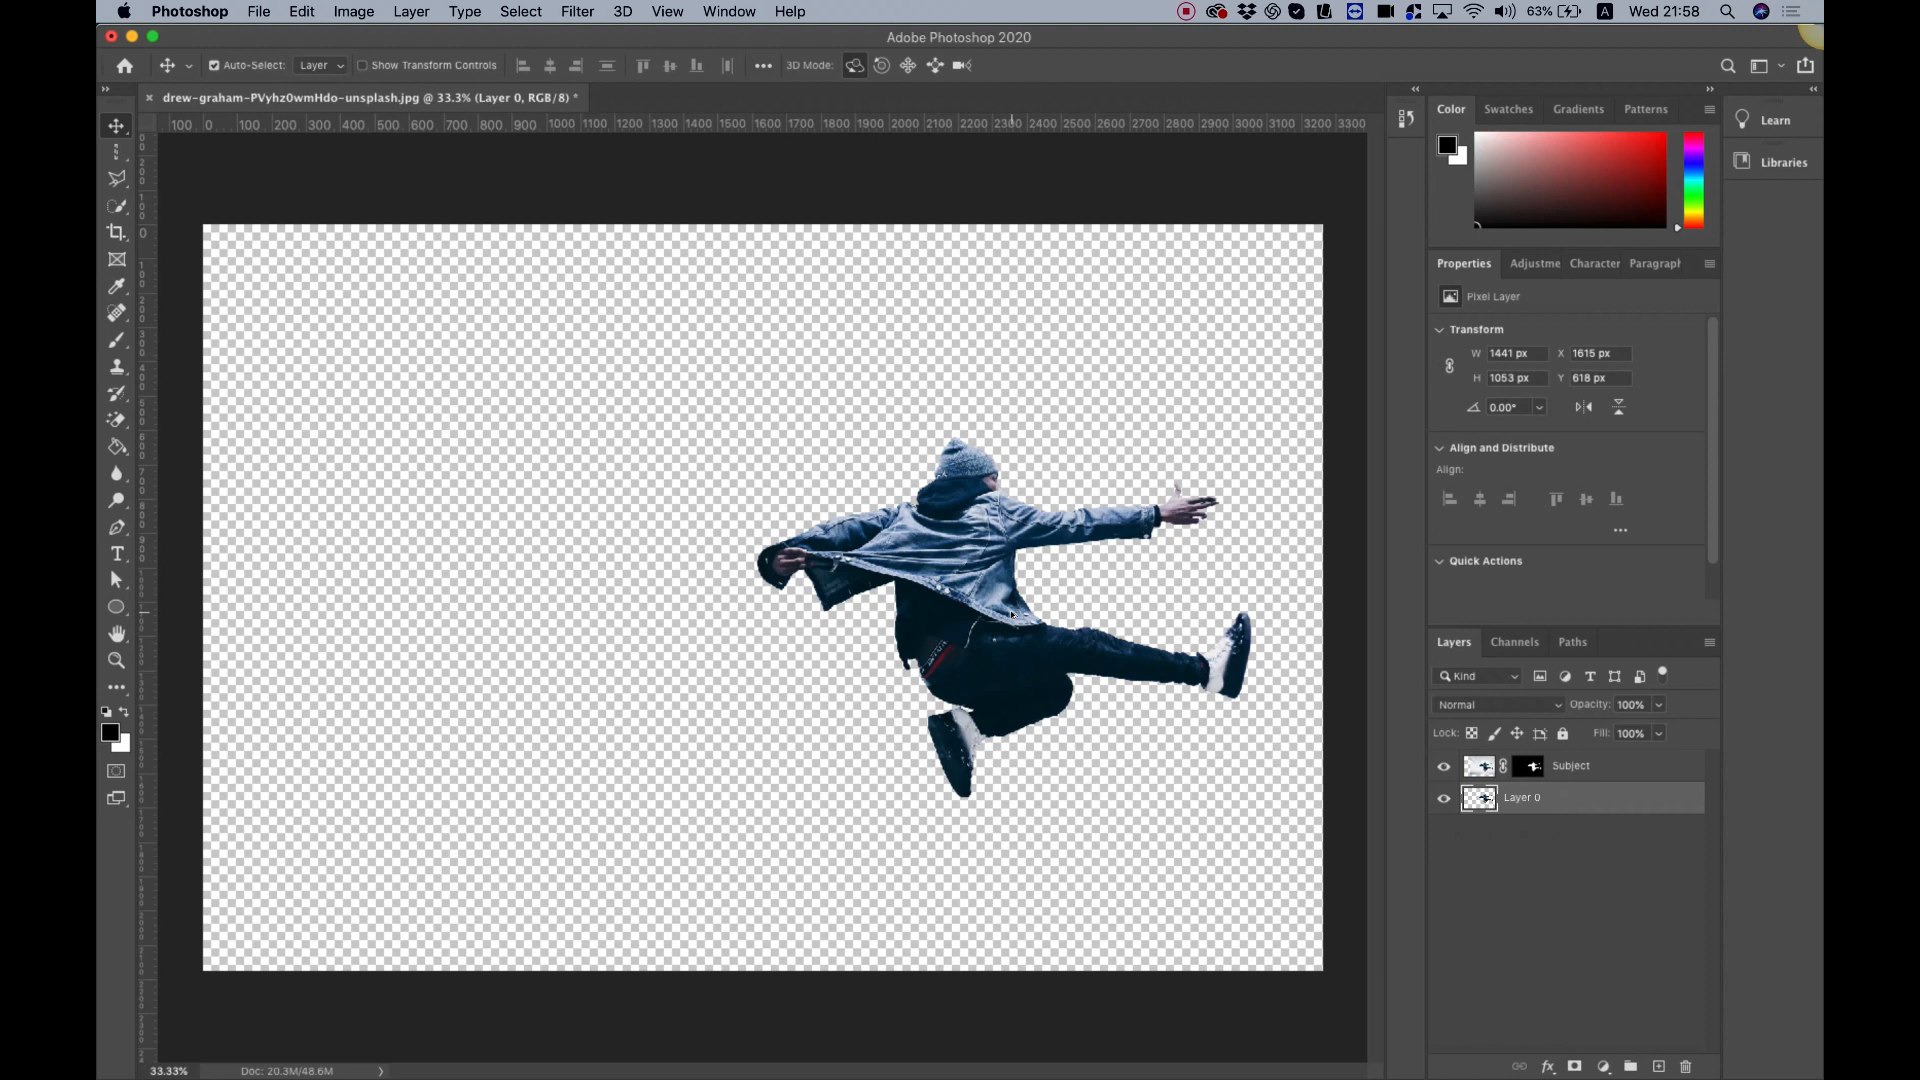 Photoshop File Edit Image Layer Type Select Filter 3D View Window Help 63% A Wed 21:58
Adobe Photoshop 2020
Auto-Select: Layer Show Transform Controls 3D Mode:
drew-graham-PVyhz0wmHdo-unsplash.jpg @ 33.3% (Layer 0, RGB/8) *
100 0 100 200 300 400 500 600 700 800 900 1000 1100 1200 1300 1400 1500 1600 1700 1800 1900 2000 2100 2200 2300 2400 2500 2600 2700 2800 2900 3000 3100 3200 3300
Color Swatches Gradients Patterns
Learn
Libraries
Properties Adjustme Character Paragraph
Pixel Layer
Transform
W 1441 px X 1615 px
H 1053 px Y 618 px
0.00°
Align and Distribute
Align:
Quick Actions
Layers Channels Paths
Kind
Normal Opacity: 100%
Lock: Fill: 100%
Subject
Layer 0
fx
33.33% Doc: 20.3M/48.6M